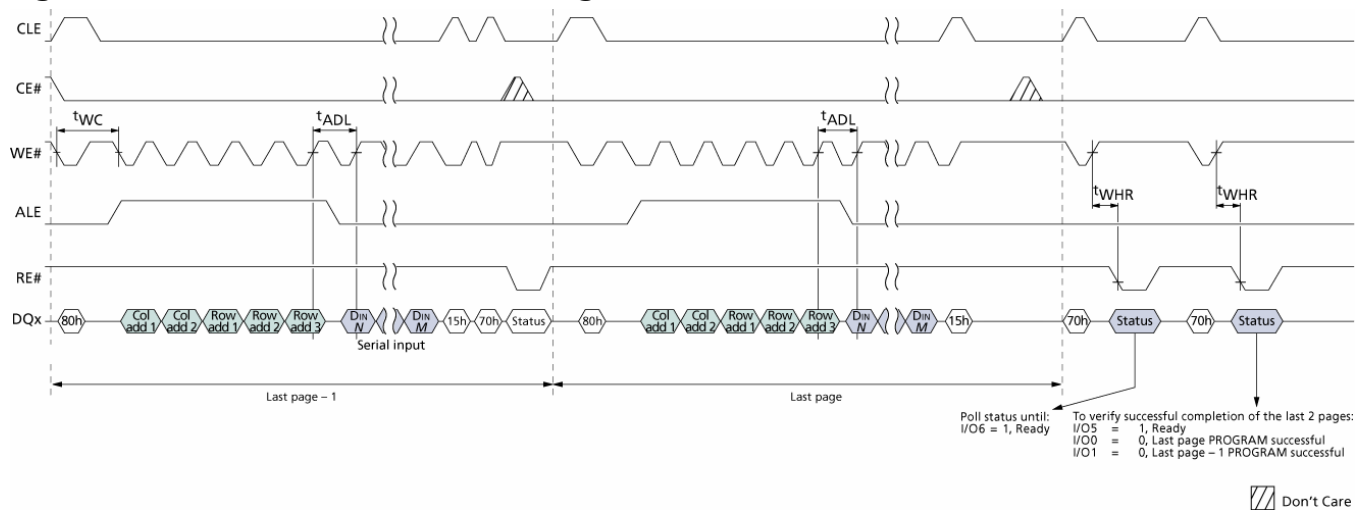 CLE
CE#
tWC
tADL
tADL
WE#
tWHR
tWHR
ALE
RE#
DQx
80h
Col add 1
Col add 2
Row add 1
Row add 2
Row add 3
DIN N
DIN M
15h
70h
Status
80h
Col add 1
Col add 2
Row add 1
Row add 2
Row add 3
DIN N
DIN M
15h
70h
Status
70h
Status
Serial input
Last page – 1
Last page
Poll status until:
I/O6 = 1, Ready
To verify successful completion of the last 2 pages:
I/O5 = 1, Ready
I/O0 = 0, Last page PROGRAM successful
I/O1 = 0, Last page – 1 PROGRAM successful
Don't Care